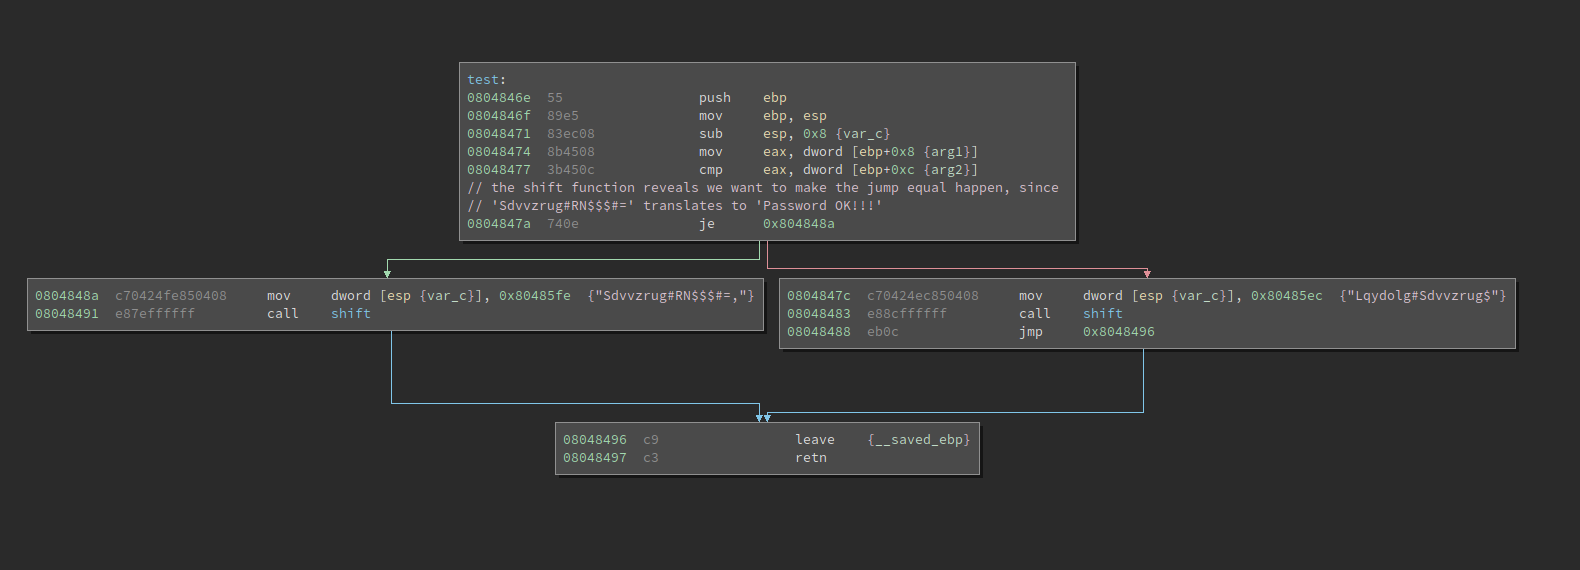 test:
0804846e 55 push ebp
0804846f 89e5 mov ebp, esp
08048471 83ec08 sub esp, 0x8 {var_c}
08048474 8b4508 mov eax, dword [ebp+0x8 {arg1}]
08048477 3b450c cmp eax, dword [ebp+0xc {arg2}]
// the shift function reveals we want to make the jump equal happen, since
// 'Sdvvzrug#RN$$$#=' translates to 'Password OK!!!'
0804847a 740e je 0x804848a
0804848a c70424fe850408 mov dword [esp {var_c}], 0x80485fe {"Sdvvzrug#RN$$$#=,"}
08048491 e87effffff call shift
0804847c c70424ec850408 mov dword [esp {var_c}], 0x80485ec {"Lqydolg#Sdvvzrug$"}
08048483 e88cffffff call shift
08048488 eb0c jmp 0x8048496
08048496 c9 leave {__saved_ebp}
08048497 c3 retn